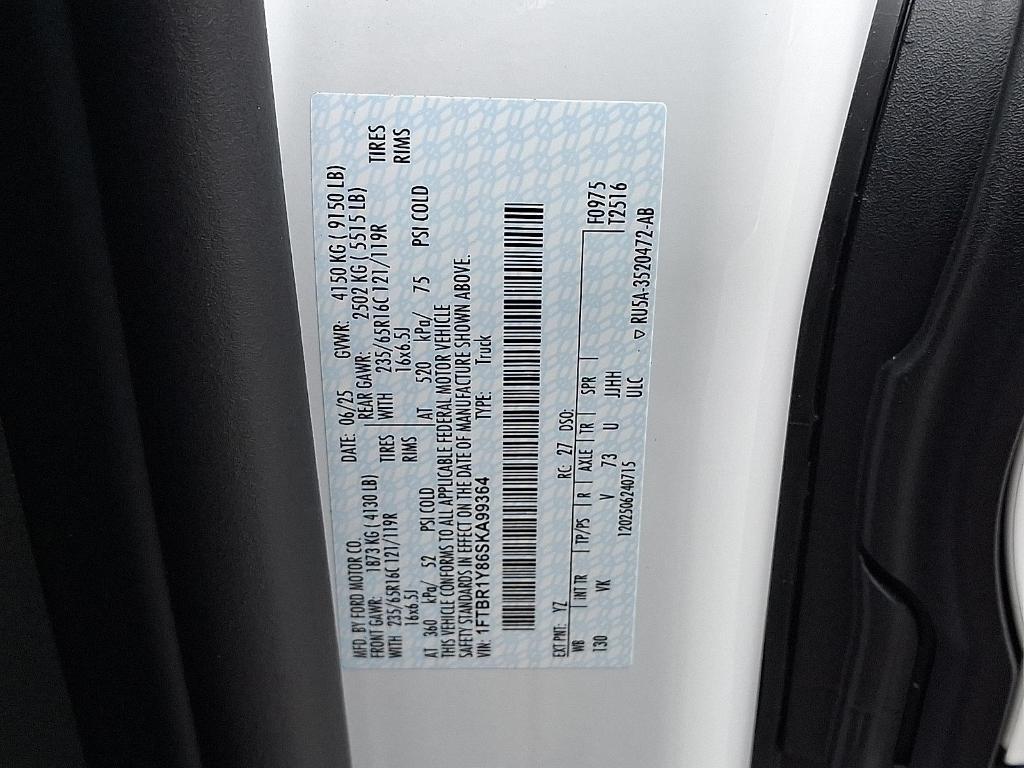 MFD. BY FORD MOTOR CO. DATE: 06/25 GVWR: 4150 KG ( 9150 LB)
FRONT GAWR: 1873 KG ( 4130 LB) REAR GAWR: 2502 KG ( 5515 LB)
WITH 235/65R16C 121/119R TIRES WITH 235/65R16C 121/119R TIRES
16x6.5J RIMS 16x6.5J RIMS
AT 360 kPa/ 52 PSI COLD AT 520 kPa/ 75 PSI COLD
THIS VEHICLE CONFORMS TO ALL APPLICABLE FEDERAL MOTOR VEHICLE
SAFETY STANDARDS IN EFFECT ON THE DATE OF MANUFACTURE SHOWN ABOVE.
VIN: 1FTBR1Y86SKA99364 TYPE: Truck
EXT PNT: YZ RC: 27 DSO: F0975
WB INT TR TP/PS R AXLE TR SPR T2516
130 VK V 73 U JHH
1202506240715 ULC
▽ RU5A-3520472-AB